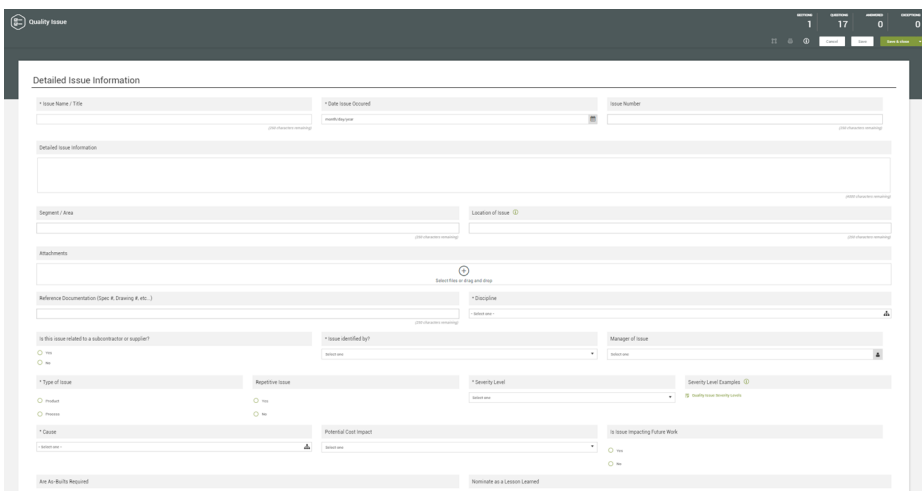 Quality Issue
SECTIONS QUESTIONS ANSWERED EXCEPTIONS
1 17 0 0
Cancel Save Save & close
Detailed Issue Information
* Issue Name / Title * Date Issue Occured Issue Number
month/day/year
Detailed Issue Information
Segment / Area Location of Issue
Attachments
Select files or drag and drop
Reference Documentation (Spec #, Drawing #, etc...) * Discipline
- Select one -
Is this issue related to a subcontractor or supplier? * Issue identified by? Manager of Issue
Yes Select one Select one
No
* Type of Issue Repetitive Issue * Severity Level Severity Level Examples
Select one Quality Issue Severity Levels
Product Yes
Process No
* Cause Potential Cost Impact Is Issue Impacting Future Work
- Select one - Select one Yes
No
Are As-Builts Required Nominate as a Lesson Learned